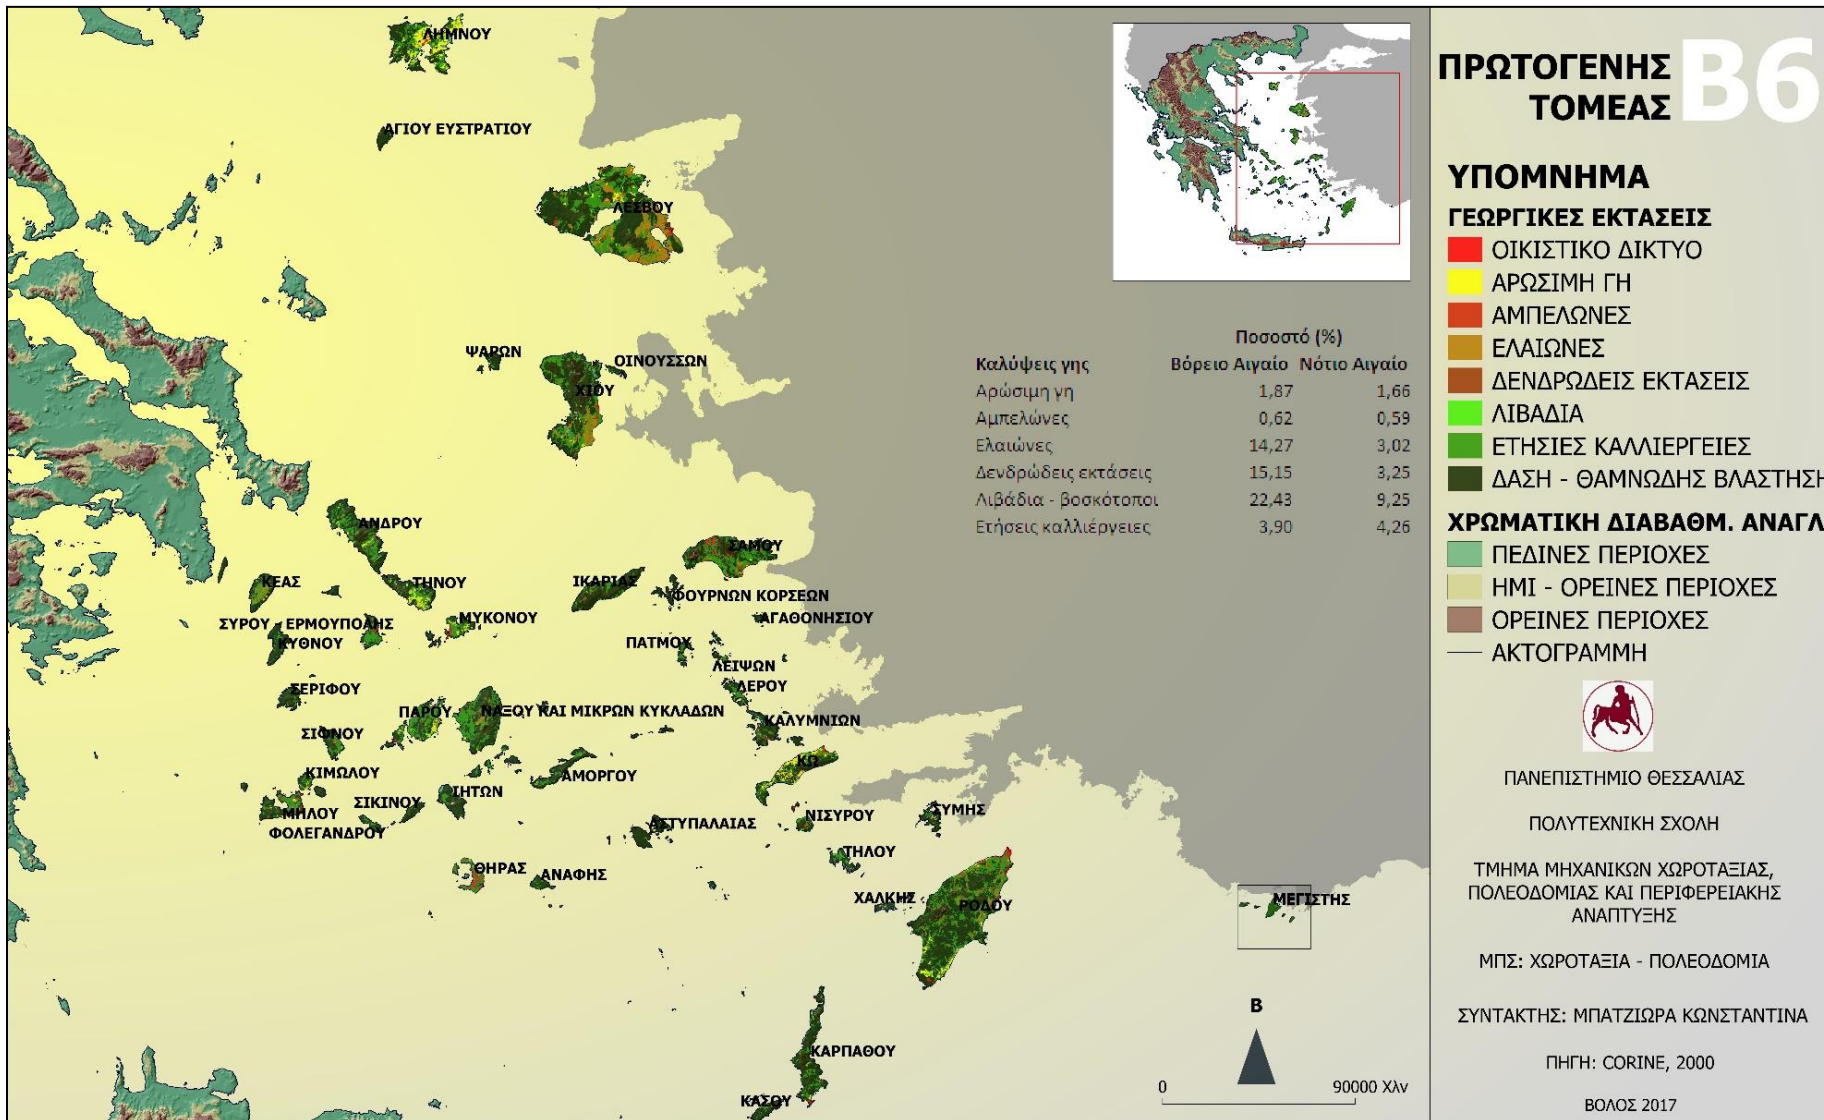 ΠΡΩΤΟΓΕΝΗΣ
ΤΟΜΕΑΣ
B6
ΥΠΟΜΝΗΜΑ
ΓΕΩΡΓΙΚΕΣ ΕΚΤΑΣΕΙΣ
ΟΙΚΙΣΤΙΚΟ ΔΙΚΤΥΟ
ΑΡΩΣΙΜΗ ΓΗ
ΑΜΠΕΛΩΝΕΣ
ΕΛΑΙΩΝΕΣ
ΔΕΝΔΡΩΔΕΙΣ ΕΚΤΑΣΕΙΣ
ΛΙΒΑΔΙΑ
ΕΤΗΣΙΕΣ ΚΑΛΛΙΕΡΓΕΙΕΣ
ΔΑΣΗ - ΘΑΜΝΩΔΗΣ ΒΛΑΣΤΗΣΗ
ΧΡΩΜΑΤΙΚΗ ΔΙΑΒΑΘΜ. ΑΝΑΓΛ
ΠΕΔΙΝΕΣ ΠΕΡΙΟΧΕΣ
ΗΜΙ - ΟΡΕΙΝΕΣ ΠΕΡΙΟΧΕΣ
ΟΡΕΙΝΕΣ ΠΕΡΙΟΧΕΣ
ΑΚΤΟΓΡΑΜΜΗ
ΠΑΝΕΠΙΣΤΗΜΙΟ ΘΕΣΣΑΛΙΑΣ
ΠΟΛΥΤΕΧΝΙΚΗ ΣΧΟΛΗ
ΤΜΗΜΑ ΜΗΧΑΝΙΚΩΝ ΧΩΡΟΤΑΞΙΑΣ,
ΠΟΛΕΟΔΟΜΙΑΣ ΚΑΙ ΠΕΡΙΦΕΡΕΙΑΚΗΣ
ΑΝΑΠΤΥΞΗΣ
ΜΠΣ: ΧΩΡΟΤΑΞΙΑ - ΠΟΛΕΟΔΟΜΙΑ
ΣΥΝΤΑΚΤΗΣ: ΜΠΑΤΖΙΩΡΑ ΚΩΝΣΤΑΝΤΙΝΑ
ΠΗΓΗ: CORINE, 2000
ΒΟΛΟΣ 2017
Ποσοστό (%)
Καλύψεις γης Βόρειο Αιγαίο Νότιο Αιγαίο
Αρώσιμη γη 1,87 1,66
Αμπελώνες 0,62 0,59
Ελαιώνες 14,27 3,02
Δενδρώδεις εκτάσεις 15,15 3,25
Λιβάδια - βοσκότοποι 22,43 9,25
Ετήσεις καλλιέργειες 3,90 4,26
ΛΗΜΝΟΥ
ΑΓΙΟΥ ΕΥΣΤΡΑΤΙΟΥ
ΛΕΣΒΟΥ
ΨΑΡΩΝ
ΟΙΝΟΥΣΣΩΝ
ΧΙΟΥ
ΑΝΔΡΟΥ
ΣΑΜΟΥ
ΚΕΑΣ
ΤΗΝΟΥ
ΙΚΑΡΙΑΣ
ΦΟΥΡΝΩΝ ΚΟΡΣΕΩΝ
ΣΥΡΟΥ - ΕΡΜΟΥΠΟΛΗΣ
ΜΥΚΟΝΟΥ
ΑΓΑΘΟΝΗΣΙΟΥ
ΚΥΘΝΟΥ
ΠΑΤΜΟΥ
ΛΕΙΨΩΝ
ΣΕΡΙΦΟΥ
ΛΕΡΟΥ
ΠΑΡΟΥ
ΝΑΞΟΥ ΚΑΙ ΜΙΚΡΩΝ ΚΥΚΛΑΔΩΝ
ΚΑΛΥΜΝΙΩΝ
ΣΙΦΝΟΥ
ΚΩ
ΚΙΜΩΛΟΥ
ΑΜΟΡΓΟΥ
ΙΗΤΩΝ
ΣΙΚΙΝΟΥ
ΜΗΛΟΥ
ΦΟΛΕΓΑΝΔΡΟΥ
ΑΣΤΥΠΑΛΑΙΑΣ
ΝΙΣΥΡΟΥ
ΣΥΜΗΣ
ΤΗΛΟΥ
ΘΗΡΑΣ
ΑΝΑΦΗΣ
ΧΑΛΚΗΣ
ΡΟΔΟΥ
ΜΕΓΙΣΤΗΣ
ΚΑΡΠΑΘΟΥ
ΚΑΣΟΥ
Β
0 90000 Χλν